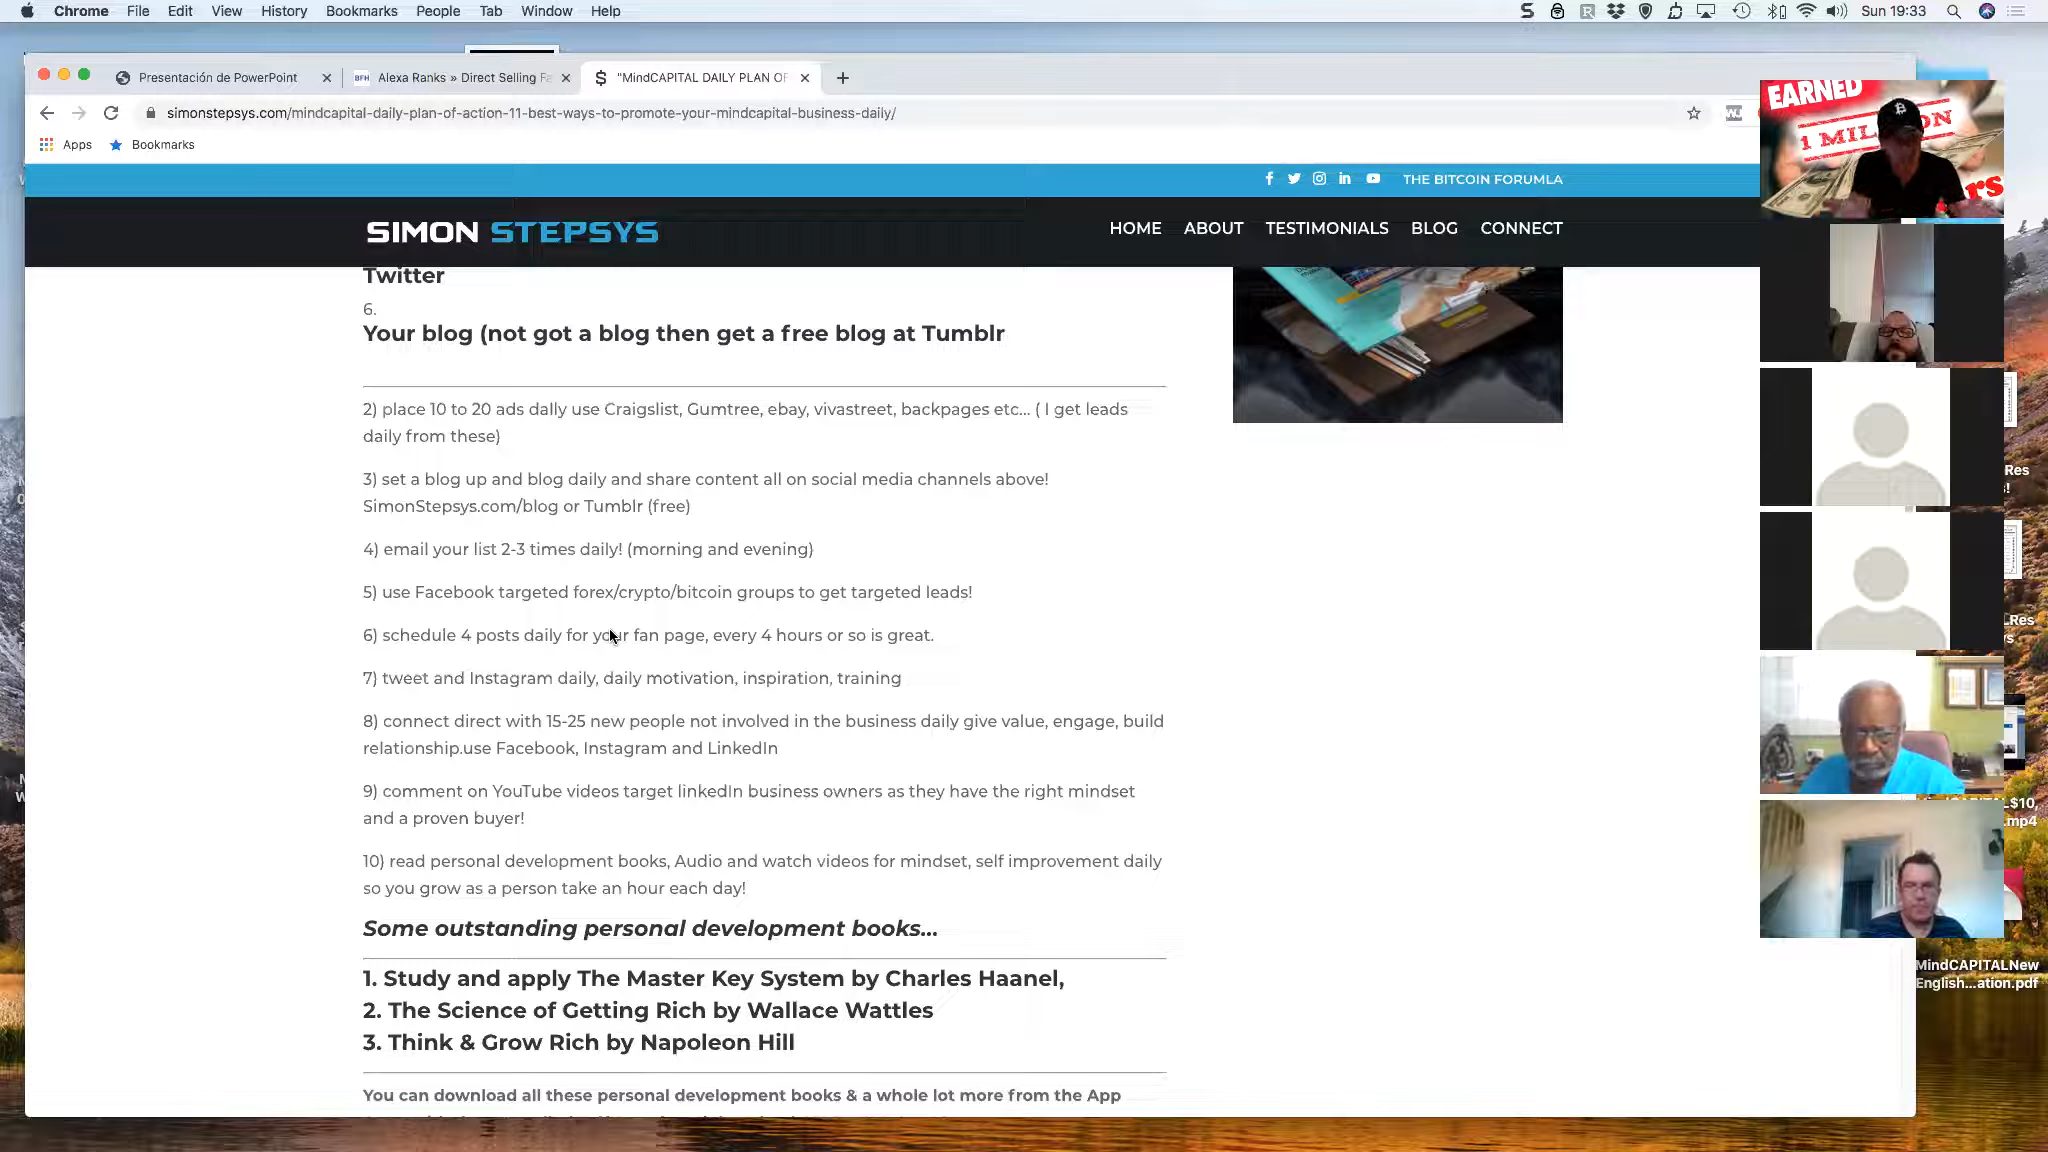 Chrome File Edit View History Bookmarks People Tab Window Help Sun 19:33
Presentación de PowerPoint
BFH Alexa Ranks » Direct Selling Fa
"MindCAPITAL DAILY PLAN OF
simonstepsys.com/mindcapital-daily-plan-of-action-11-best-ways-to-promote-your-mindcapital-business-daily/
Apps Bookmarks
THE BITCOIN FORUMLA
SIMON STEPSYS
HOME ABOUT TESTIMONIALS BLOG CONNECT
Twitter
6.
Your blog (not got a blog then get a free blog at Tumblr
2) place 10 to 20 ads dally use Craigslist, Gumtree, ebay, vivastreet, backpages etc... ( I get leads
daily from these)
3) set a blog up and blog daily and share content all on social media channels above!
SimonStepsys.com/blog or Tumblr (free)
4) email your list 2-3 times daily! (morning and evening)
5) use Facebook targeted forex/crypto/bitcoin groups to get targeted leads!
6) schedule 4 posts daily for your fan page, every 4 hours or so is great.
7) tweet and Instagram daily, daily motivation, inspiration, training
8) connect direct with 15-25 new people not involved in the business daily give value, engage, build
relationship.use Facebook, Instagram and LinkedIn
9) comment on YouTube videos target linkedIn business owners as they have the right mindset
and a proven buyer!
10) read personal development books, Audio and watch videos for mindset, self improvement daily
so you grow as a person take an hour each day!
Some outstanding personal development books...
1. Study and apply The Master Key System by Charles Haanel,
2. The Science of Getting Rich by Wallace Wattles
3. Think & Grow Rich by Napoleon Hill
You can download all these personal development books & a whole lot more from the App
EARNED
1 MILLION
MindCAPITALNew
English...ation.pdf
.mp4